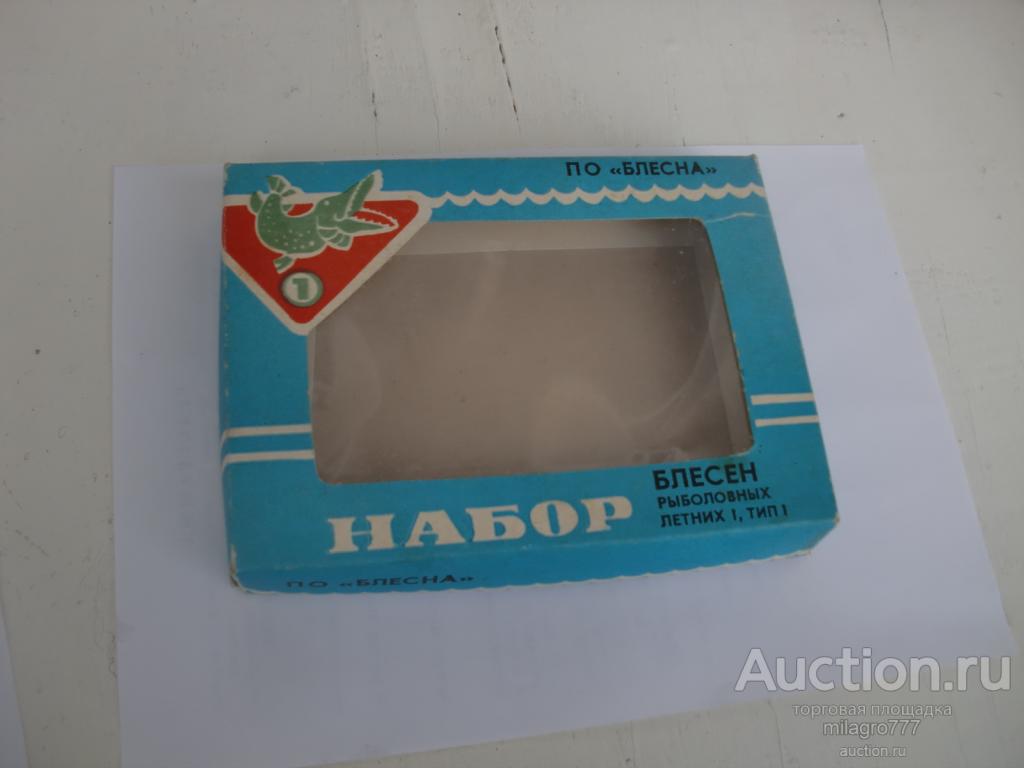 ПО «БЛЕСНА»
1
НАБОР
БЛЕСЕН
РЫБОЛОВНЫХ
ЛЕТНИХ 1, ТИП 1
ПО «БЛЕСНА»
Auction.ru
торговая площадка
milagro777
auction.ru